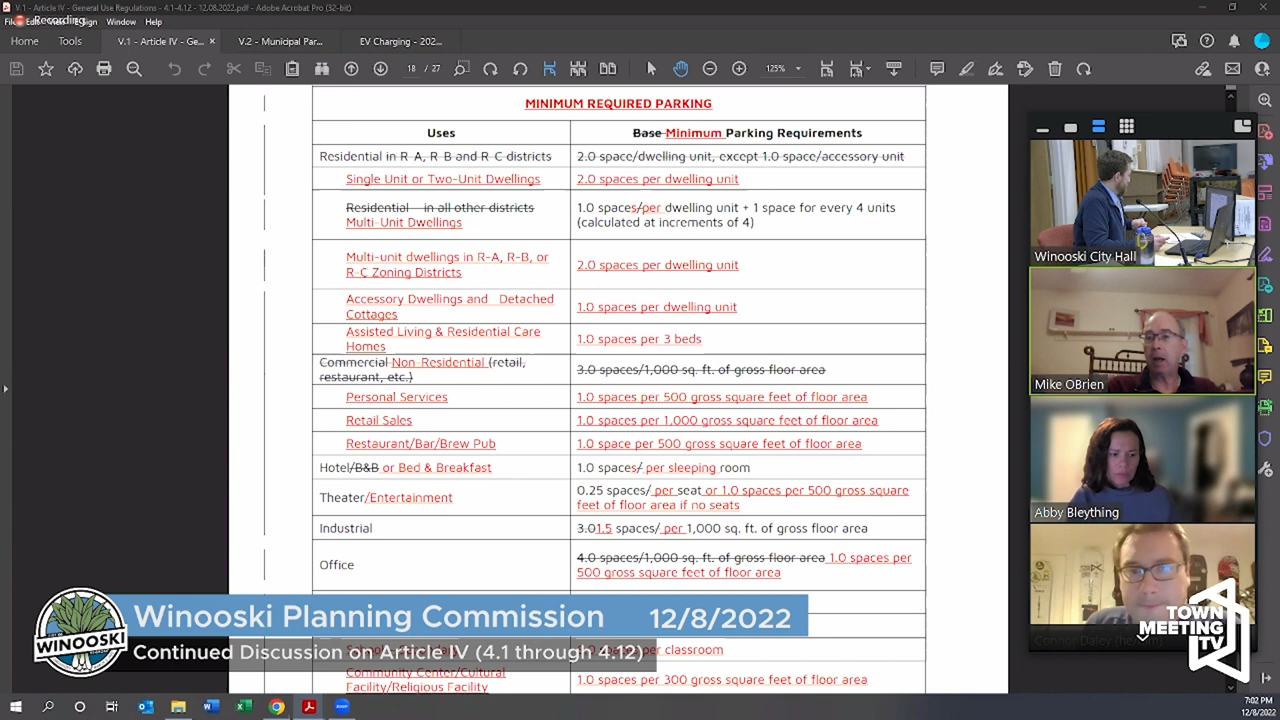 V.1 - Article IV - General Use Regulations - 4.1-4.12 - 12.08.2022.pdf - Adobe Acrobat Pro (32-bit)
Recording
File Edit View E-Sign Window Help
Home Tools V.1 - Article IV - Ge... × V.2 - Municipal Par... EV Charging - 202...
18 / 27 125%
MINIMUM REQUIRED PARKING
Uses Base Minimum Parking Requirements
Residential in R-A, R-B and R-C districts 2.0 space/dwelling unit, except 1.0 space/accessory unit
Single Unit or Two-Unit Dwellings 2.0 spaces per dwelling unit
Residential – in all other districts
Multi-Unit Dwellings
1.0 spaces/per dwelling unit + 1 space for every 4 units
(calculated at increments of 4)
Multi-unit dwellings in R-A, R-B, or
R-C Zoning Districts
2.0 spaces per dwelling unit
Accessory Dwellings and Detached
Cottages
1.0 spaces per dwelling unit
Assisted Living & Residential Care
Homes
1.0 spaces per 3 beds
Commercial Non-Residential (retail,
restaurant, etc.)
3.0 spaces/1,000 sq. ft. of gross floor area
Personal Services 1.0 spaces per 500 gross square feet of floor area
Retail Sales 1.0 spaces per 1,000 gross square feet of floor area
Restaurant/Bar/Brew Pub 1.0 space per 500 gross square feet of floor area
Hotel/B&B or Bed & Breakfast 1.0 spaces/ per sleeping room
Theater/Entertainment
0.25 spaces/ per seat or 1.0 spaces per 500 gross square
feet of floor area if no seats
Industrial 3.01.5 spaces/ per 1,000 sq. ft. of gross floor area
Office
4.0 spaces/1,000 sq. ft. of gross floor area 1.0 spaces per
500 gross square feet of floor area
per classroom
Community Center/Cultural
Facility/Religious Facility
1.0 spaces per 300 gross square feet of floor area
Winooski City Hall
Mike OBrien
Abby Bleything
Connor Daley
WINOOSKI
Winooski Planning Commission 12/8/2022
Continued Discussion on Article IV (4.1 through 4.12)
TOWN
MEETING
TV
7:02 PM
12/8/2022